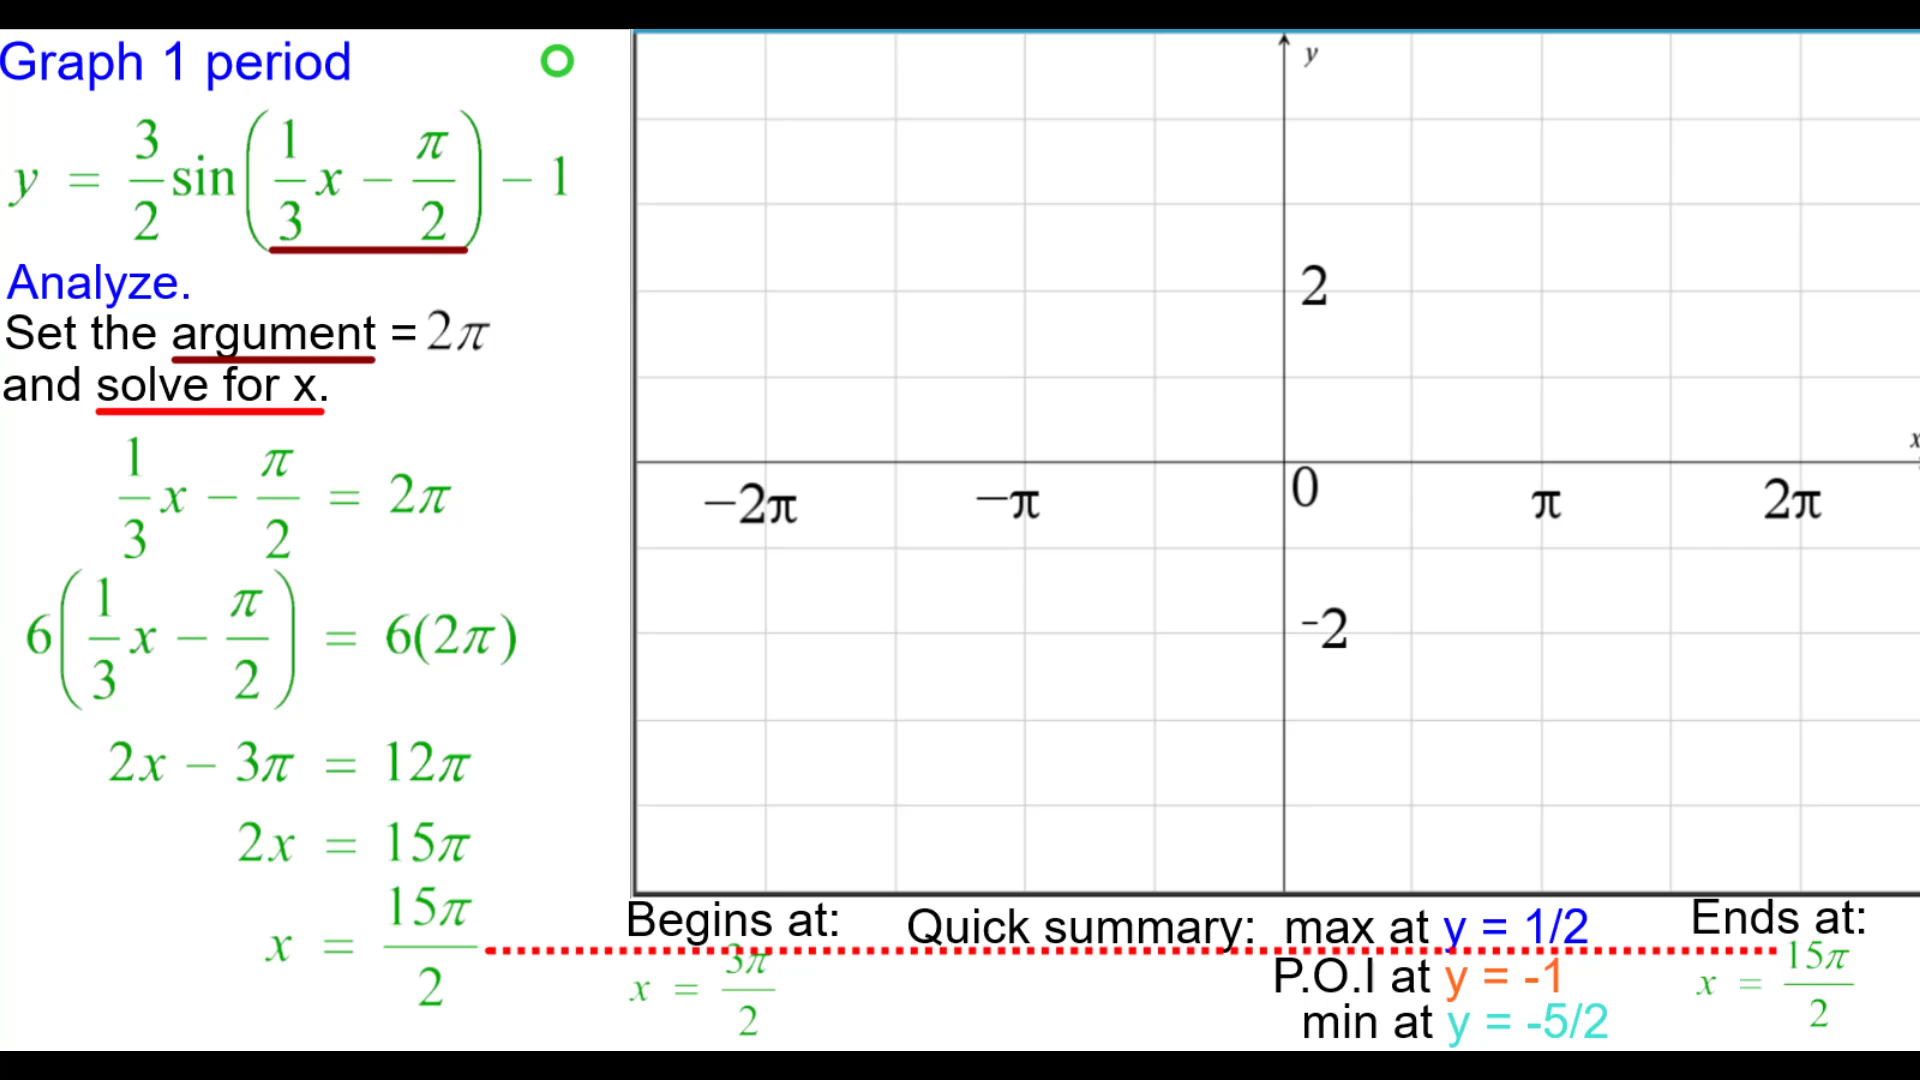 Graph 1 period
y = 3/2 sin(1/3 x − π/2) − 1
Analyze.
Set the argument = 2π
and solve for x.
1/3 x − π/2 = 2π
6(1/3 x − π/2) = 6(2π)
2x − 3π = 12π
2x = 15π
x = 15π/2
y
2
x
−2π −π 0 π 2π
-2
Begins at:
x = 3π/2
Quick summary: max at y = 1/2
P.O.I at y = -1
min at y = -5/2
Ends at:
x = 15π/2